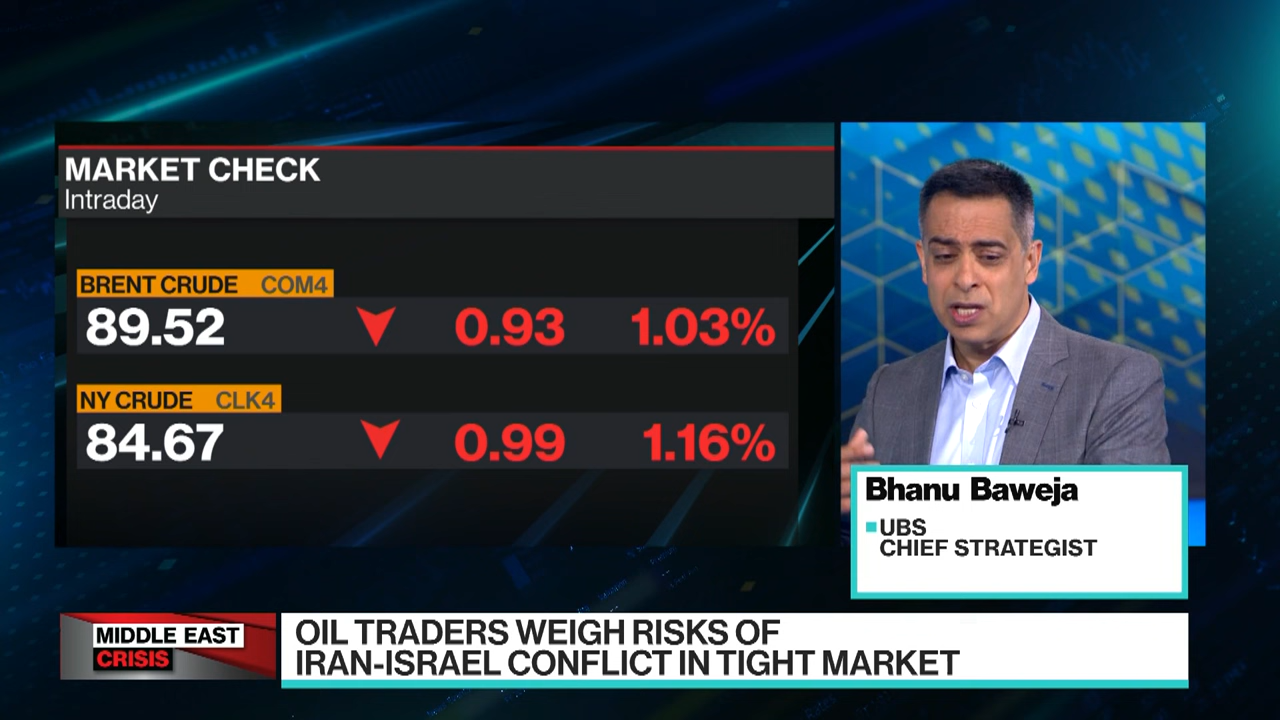 MARKET CHECK
Intraday
BRENT CRUDE COM4
89.52 0.93 1.03%
NY CRUDE CLK4
84.67 0.99 1.16%
Bhanu Baweja
UBS
CHIEF STRATEGIST
MIDDLE EAST
CRISIS
OIL TRADERS WEIGH RISKS OF
IRAN-ISRAEL CONFLICT IN TIGHT MARKET